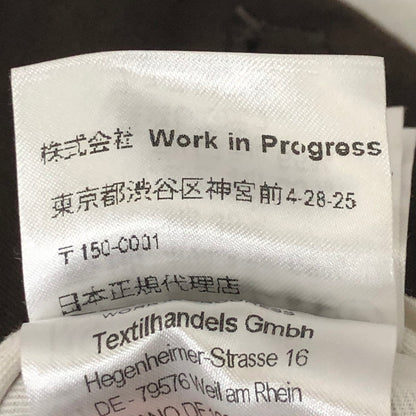 株式会社 Work in Progress
東京都渋谷区神宮前4-28-25
〒150-0001
日本正規代理店
Textilhandels GmbH
Hegenheimer-Strasse 16
DE - 79576 Weil am Rhein